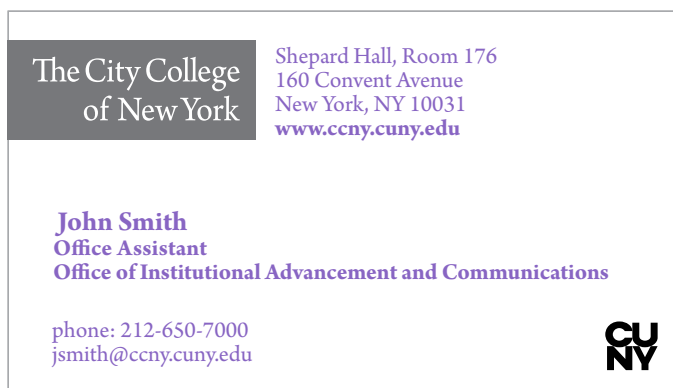 The City College
of New York
Shepard Hall, Room 176
160 Convent Avenue
New York, NY 10031
www.ccny.cuny.edu
John Smith
Office Assistant
Office of Institutional Advancement and Communications
phone: 212-650-7000
jsmith@ccny.cuny.edu
CU
NY